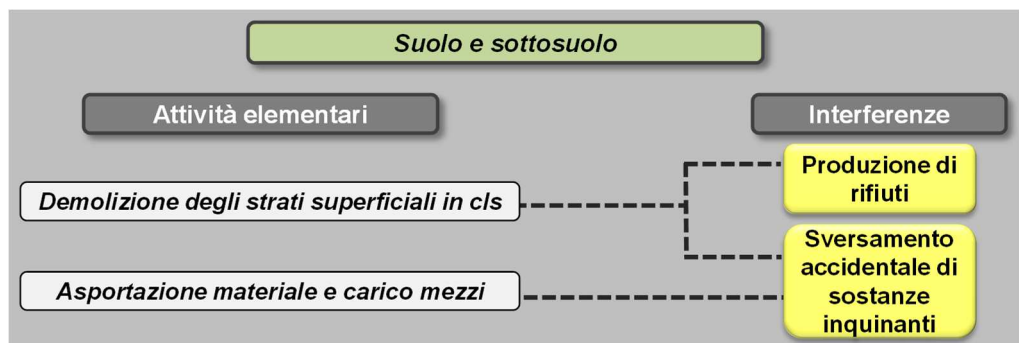 Suolo e sottosuolo
Attività elementari
Interferenze
Demolizione degli strati superficiali in cls
Produzione di
rifiuti
Asportazione materiale e carico mezzi
Sversamento
accidentale di
sostanze
inquinanti